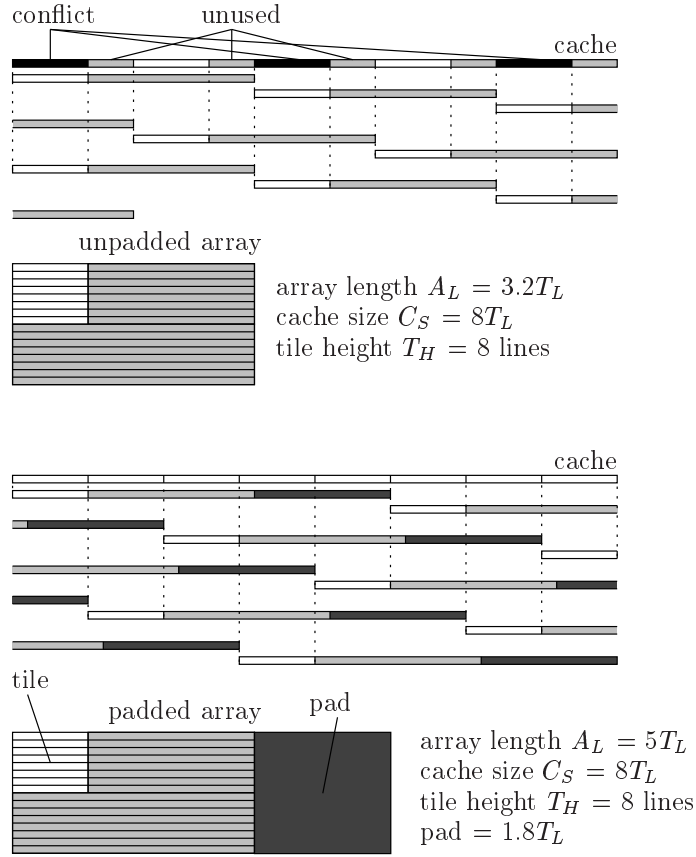 conflict unused
cache
unpadded array
array length A_L = 3.2T_L
cache size C_S = 8T_L
tile height T_H = 8 lines
cache
tile
padded array
pad
array length A_L = 5T_L
cache size C_S = 8T_L
tile height T_H = 8 lines
pad = 1.8T_L